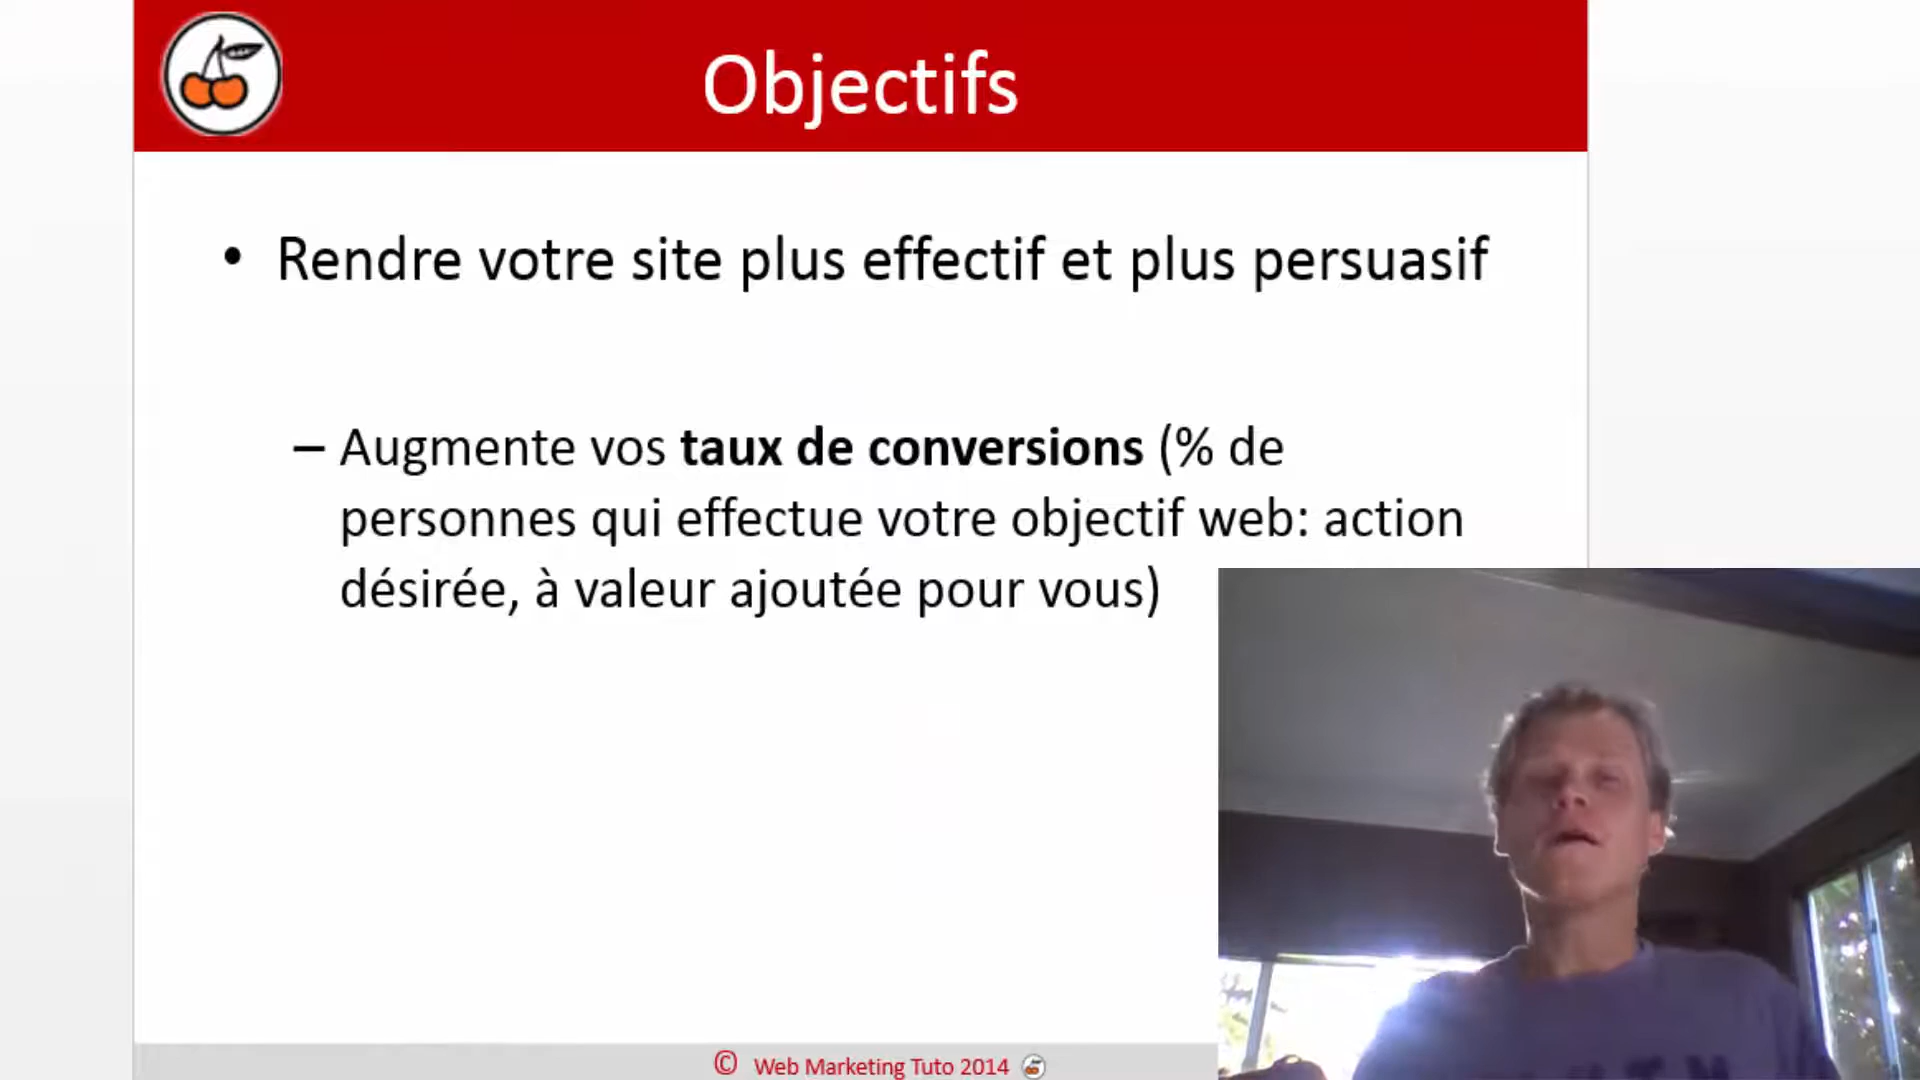 Objectifs
• Rendre votre site plus effectif et plus persuasif
– Augmente vos taux de conversions (% de
personnes qui effectue votre objectif web: action
désirée, à valeur ajoutée pour vous)
© Web Marketing Tuto 2014